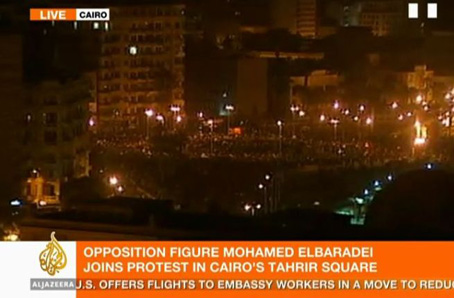 LIVE CAIRO
OPPOSITION FIGURE MOHAMED ELBARADEI
JOINS PROTEST IN CAIRO'S TAHRIR SQUARE
ALJAZEERA
U.S. OFFERS FLIGHTS TO EMBASSY WORKERS IN A MOVE TO REDUC